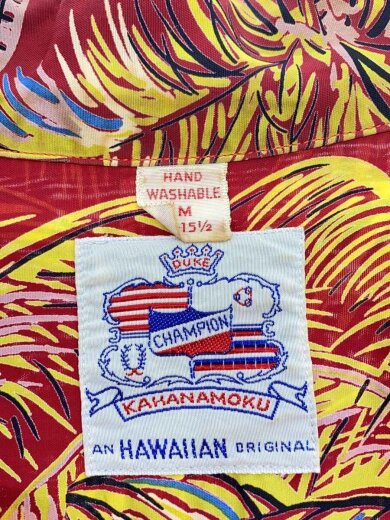 HAND
WASHABLE
M
15½
DUKE
CHAMPION
KAHANAMOKU
AN HAWAIIAN ORIGINAL